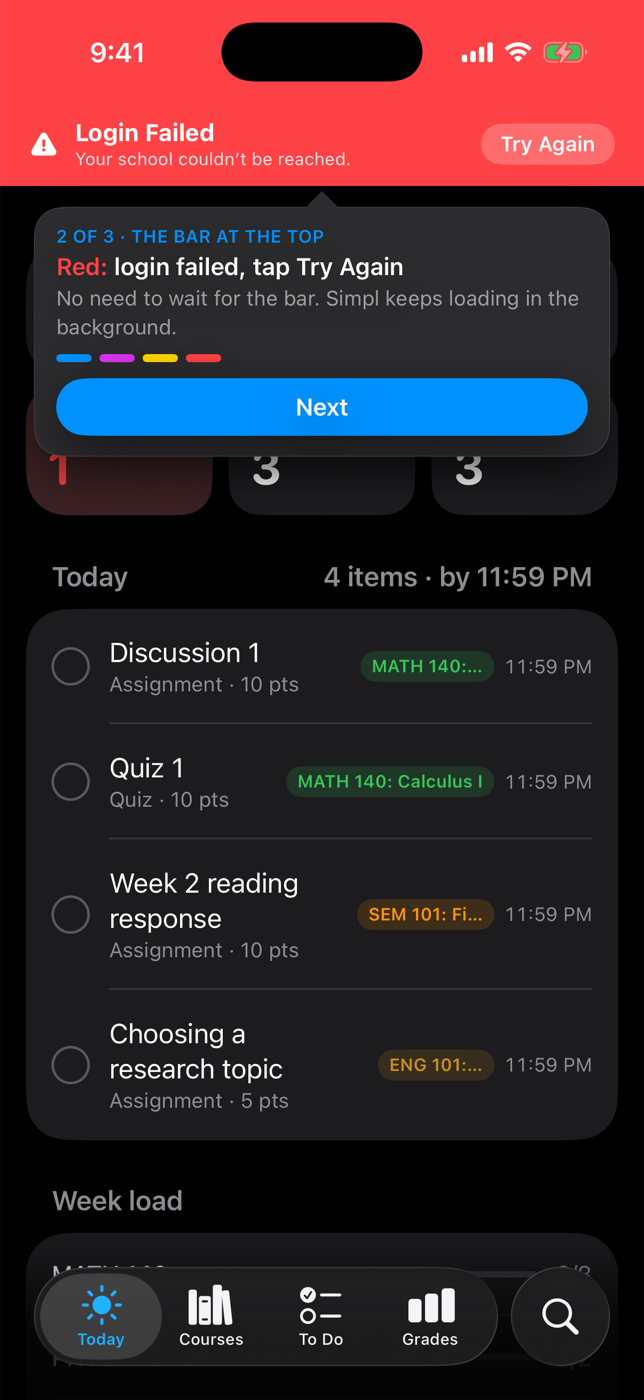 9:41
Login Failed
Your school couldn’t be reached.
Try Again
2 OF 3 · THE BAR AT THE TOP
Red: login failed, tap Try Again
No need to wait for the bar. Simpl keeps loading in the
background.
Next
1
3
3
Today
4 items · by 11:59 PM
Discussion 1
Assignment · 10 pts
MATH 140:...
11:59 PM
Quiz 1
Quiz · 10 pts
MATH 140: Calculus I
11:59 PM
Week 2 reading
response
Assignment · 10 pts
SEM 101: Fi...
11:59 PM
Choosing a
research topic
Assignment · 5 pts
ENG 101:...
11:59 PM
Week load
Today
Courses
To Do
Grades